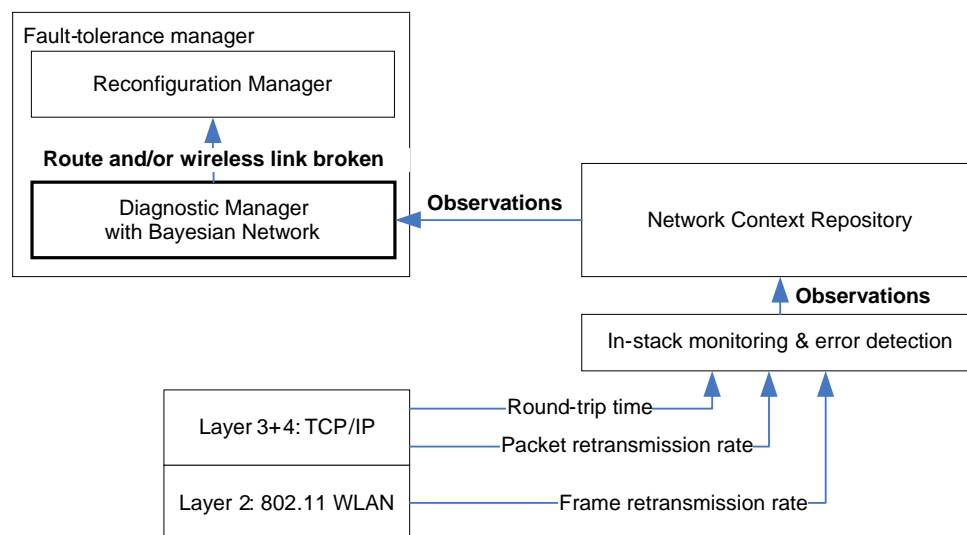 Fault-tolerance manager
Reconfiguration Manager
Route and/or wireless link broken
Diagnostic Manager
with Bayesian Network
Observations
Network Context Repository
Observations
In-stack monitoring & error detection
Round-trip time
Layer 3+4: TCP/IP
Packet retransmission rate
Layer 2: 802.11 WLAN
Frame retransmission rate